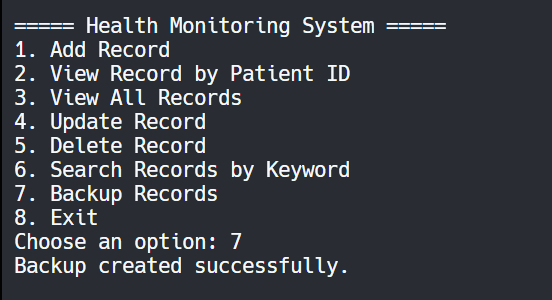 ===== Health Monitoring System =====
1. Add Record
2. View Record by Patient ID
3. View All Records
4. Update Record
5. Delete Record
6. Search Records by Keyword
7. Backup Records
8. Exit
Choose an option: 7
Backup created successfully.